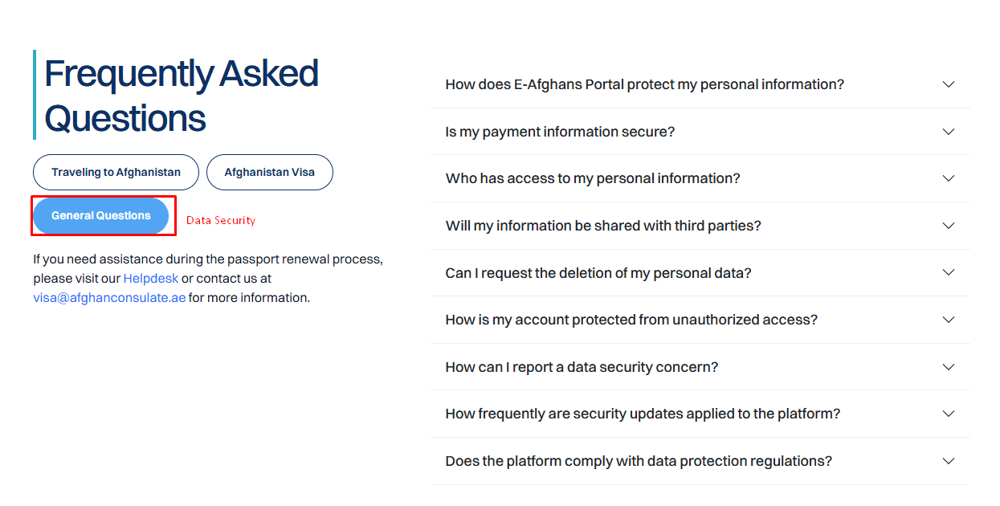 Frequently Asked
Questions
Traveling to Afghanistan
Afghanistan Visa
General Questions
Data Security
If you need assistance during the passport renewal process,
please visit our Helpdesk or contact us at
visa@afghanconsulate.ae for more information.
How does E-Afghans Portal protect my personal information?
Is my payment information secure?
Who has access to my personal information?
Will my information be shared with third parties?
Can I request the deletion of my personal data?
How is my account protected from unauthorized access?
How can I report a data security concern?
How frequently are security updates applied to the platform?
Does the platform comply with data protection regulations?